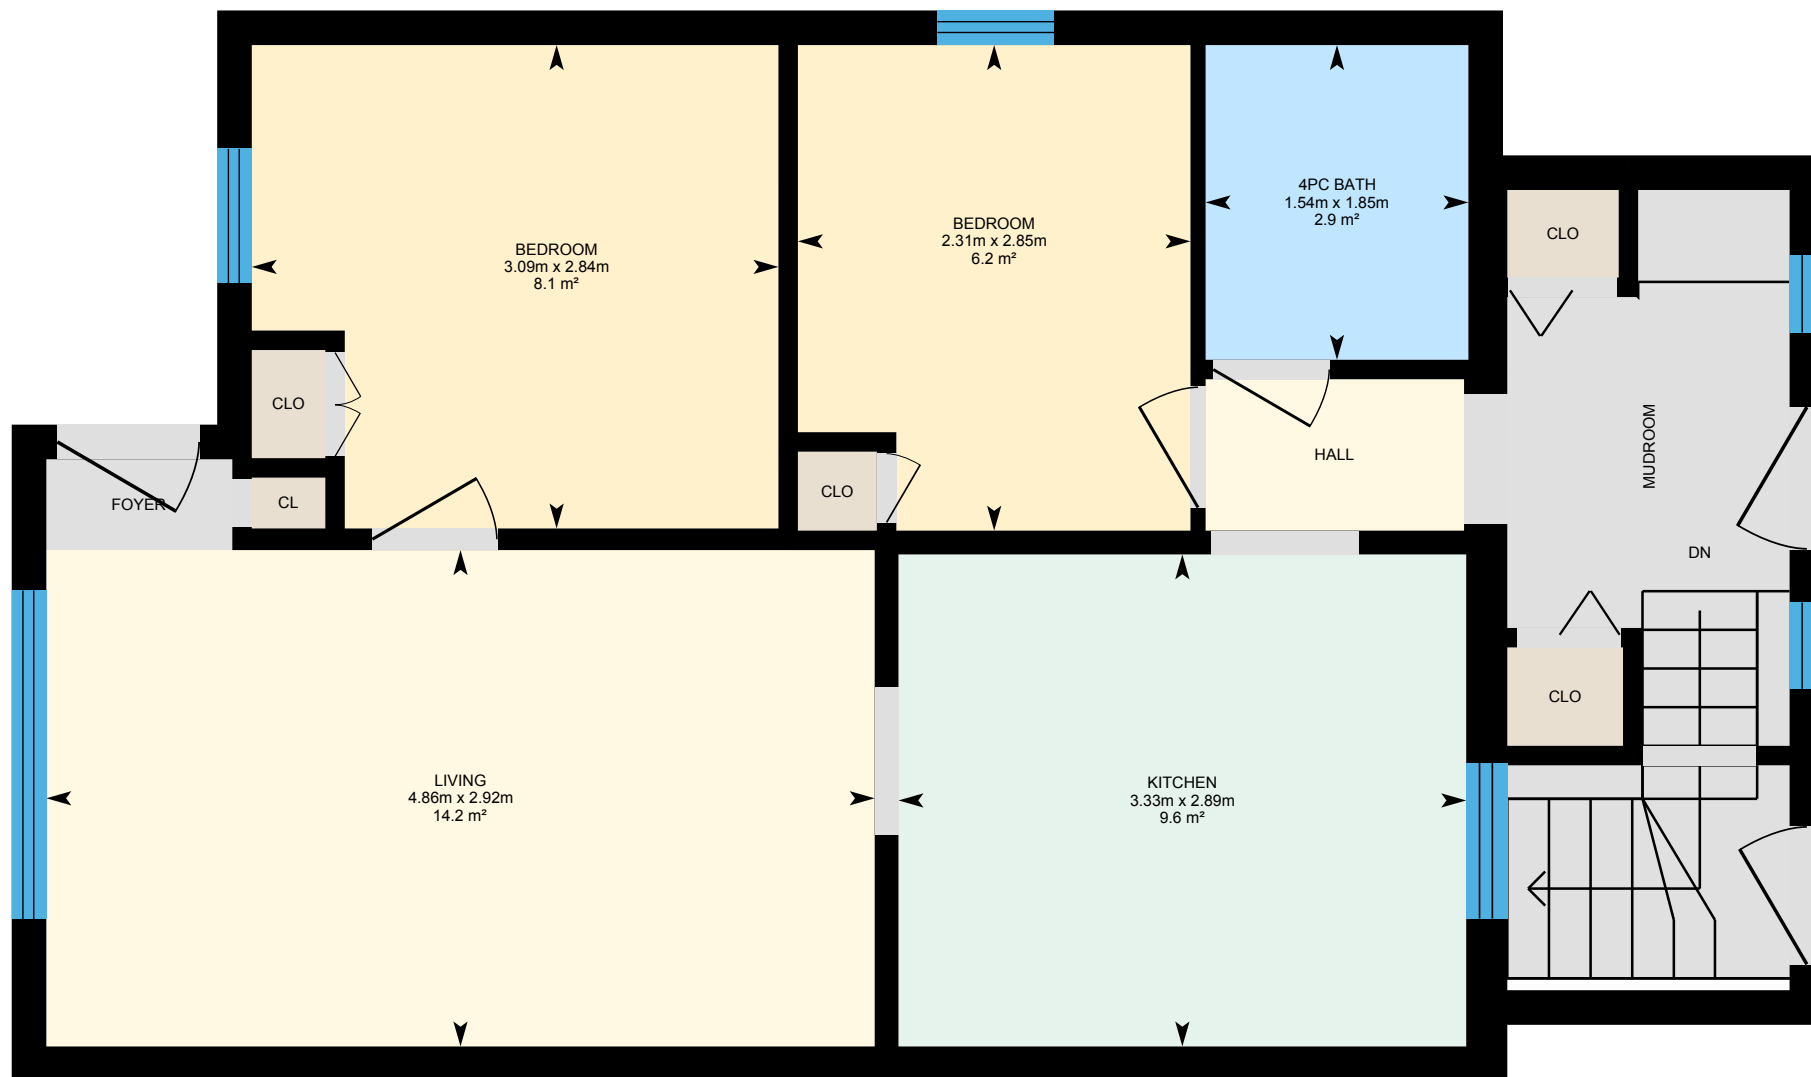 BEDROOM
3.09m x 2.84m
8.1 m²
BEDROOM
2.31m x 2.85m
6.2 m²
4PC BATH
1.54m x 1.85m
2.9 m²
CLO
CLO
CL
FOYER
CLO
HALL
MUDROOM
DN
CLO
LIVING
4.86m x 2.92m
14.2 m²
KITCHEN
3.33m x 2.89m
9.6 m²